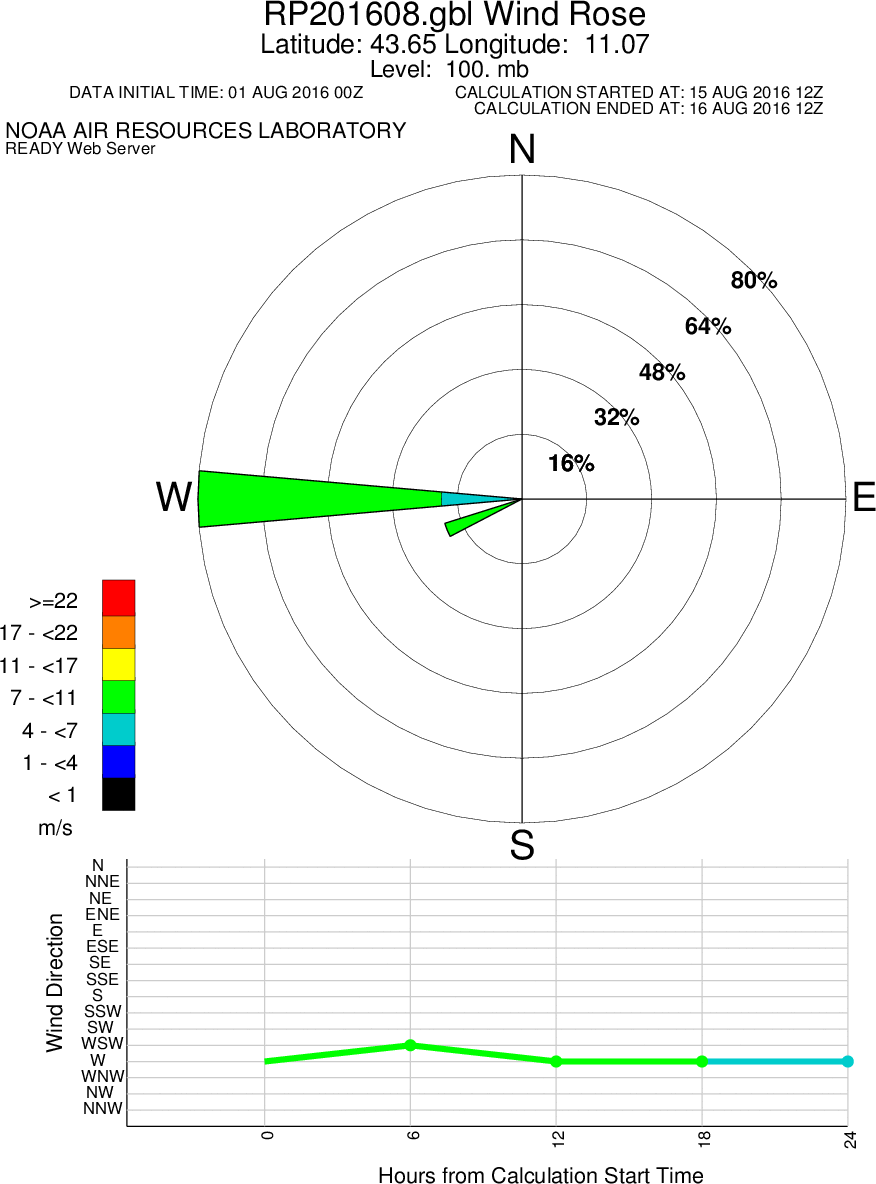 RP201608.gbl Wind Rose
Latitude: 43.65 Longitude: 11.07
Level: 100. mb
DATA INITIAL TIME: 01 AUG 2016 00Z
CALCULATION STARTED AT: 15 AUG 2016 12Z
CALCULATION ENDED AT: 16 AUG 2016 12Z
NOAA AIR RESOURCES LABORATORY
READY Web Server
N
80%
64%
48%
32%
16%
W
E
>=22
17 - <22
11 - <17
7 - <11
4 - <7
1 - <4
< 1
m/s
S
Wind Direction
N
NNE
NE
ENE
E
ESE
SE
SSE
S
SSW
SW
WSW
W
WNW
NW
NNW
0 6 12 18 24
Hours from Calculation Start Time